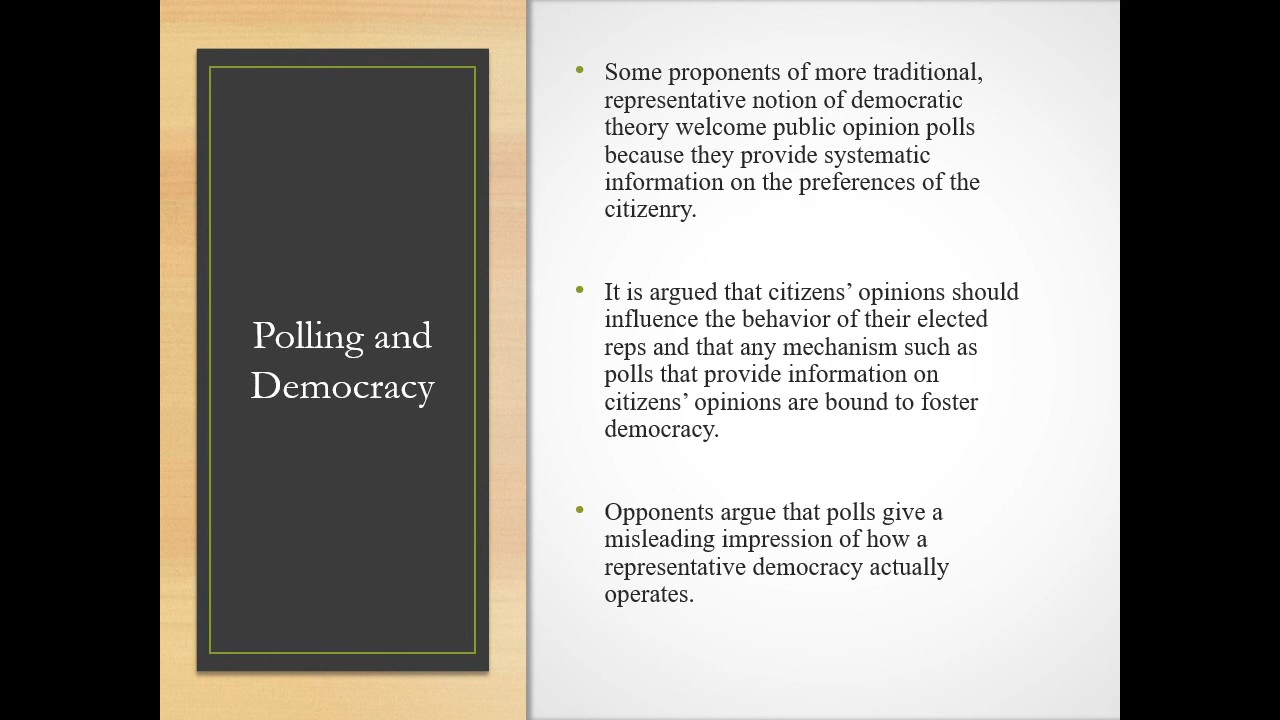 Polling and
Democracy
• Some proponents of more traditional,
representative notion of democratic
theory welcome public opinion polls
because they provide systematic
information on the preferences of the
citizenry.
• It is argued that citizens’ opinions should
influence the behavior of their elected
reps and that any mechanism such as
polls that provide information on
citizens’ opinions are bound to foster
democracy.
• Opponents argue that polls give a
misleading impression of how a
representative democracy actually
operates.